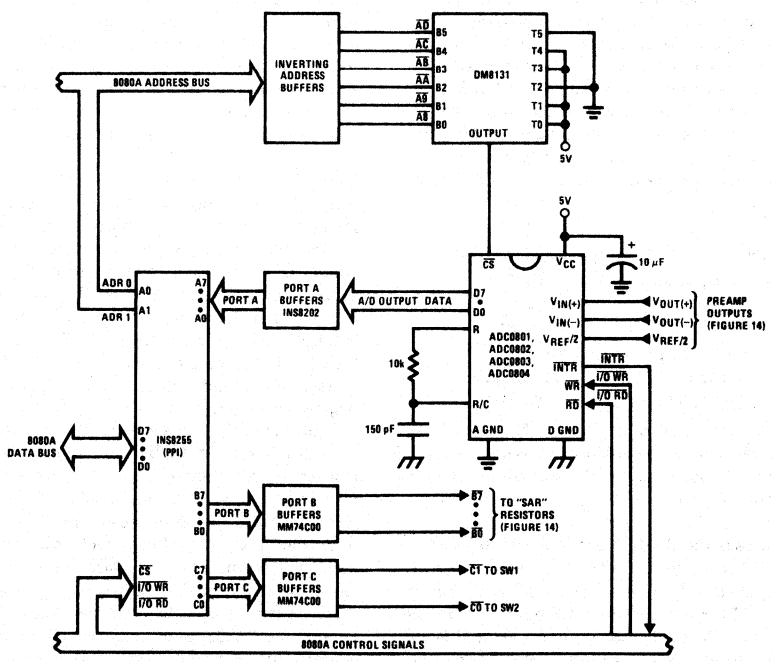 8080A ADDRESS BUS
INVERTING
ADDRESS
BUFFERS
AD
AC
AB
AA
A9
A8
B5
B4
B3
B2
B1
B0
DM8131
OUTPUT
T5
T4
T3
T2
T1
T0
5V
5V
+
10 μF
ADR 0
ADR 1
A0
A1
A7
A0
PORT A
PORT A
BUFFERS
INS8202
A/D OUTPUT DATA
CS
VCC
D7
D0
R
R/C
10k
150 pF
ADC0801,
ADC0802,
ADC0803,
ADC0804
A GND
D GND
VIN(+)
VIN(−)
VREF/2
INTR
WR
RD
VOUT(+)
VOUT(−)
VREF/2
PREAMP
OUTPUTS
(FIGURE 14)
INTR
I/O WR
I/O RD
8080A
DATA BUS
D7
D0
INS8255
(PPI)
B7
B0
PORT B
PORT B
BUFFERS
MM74C00
B7
B0
TO "SAR"
RESISTORS
(FIGURE 14)
CS
I/O WR
I/O RD
C7
C0
PORT C
PORT C
BUFFERS
MM74C00
C1 TO SW1
C0 TO SW2
8080A CONTROL SIGNALS